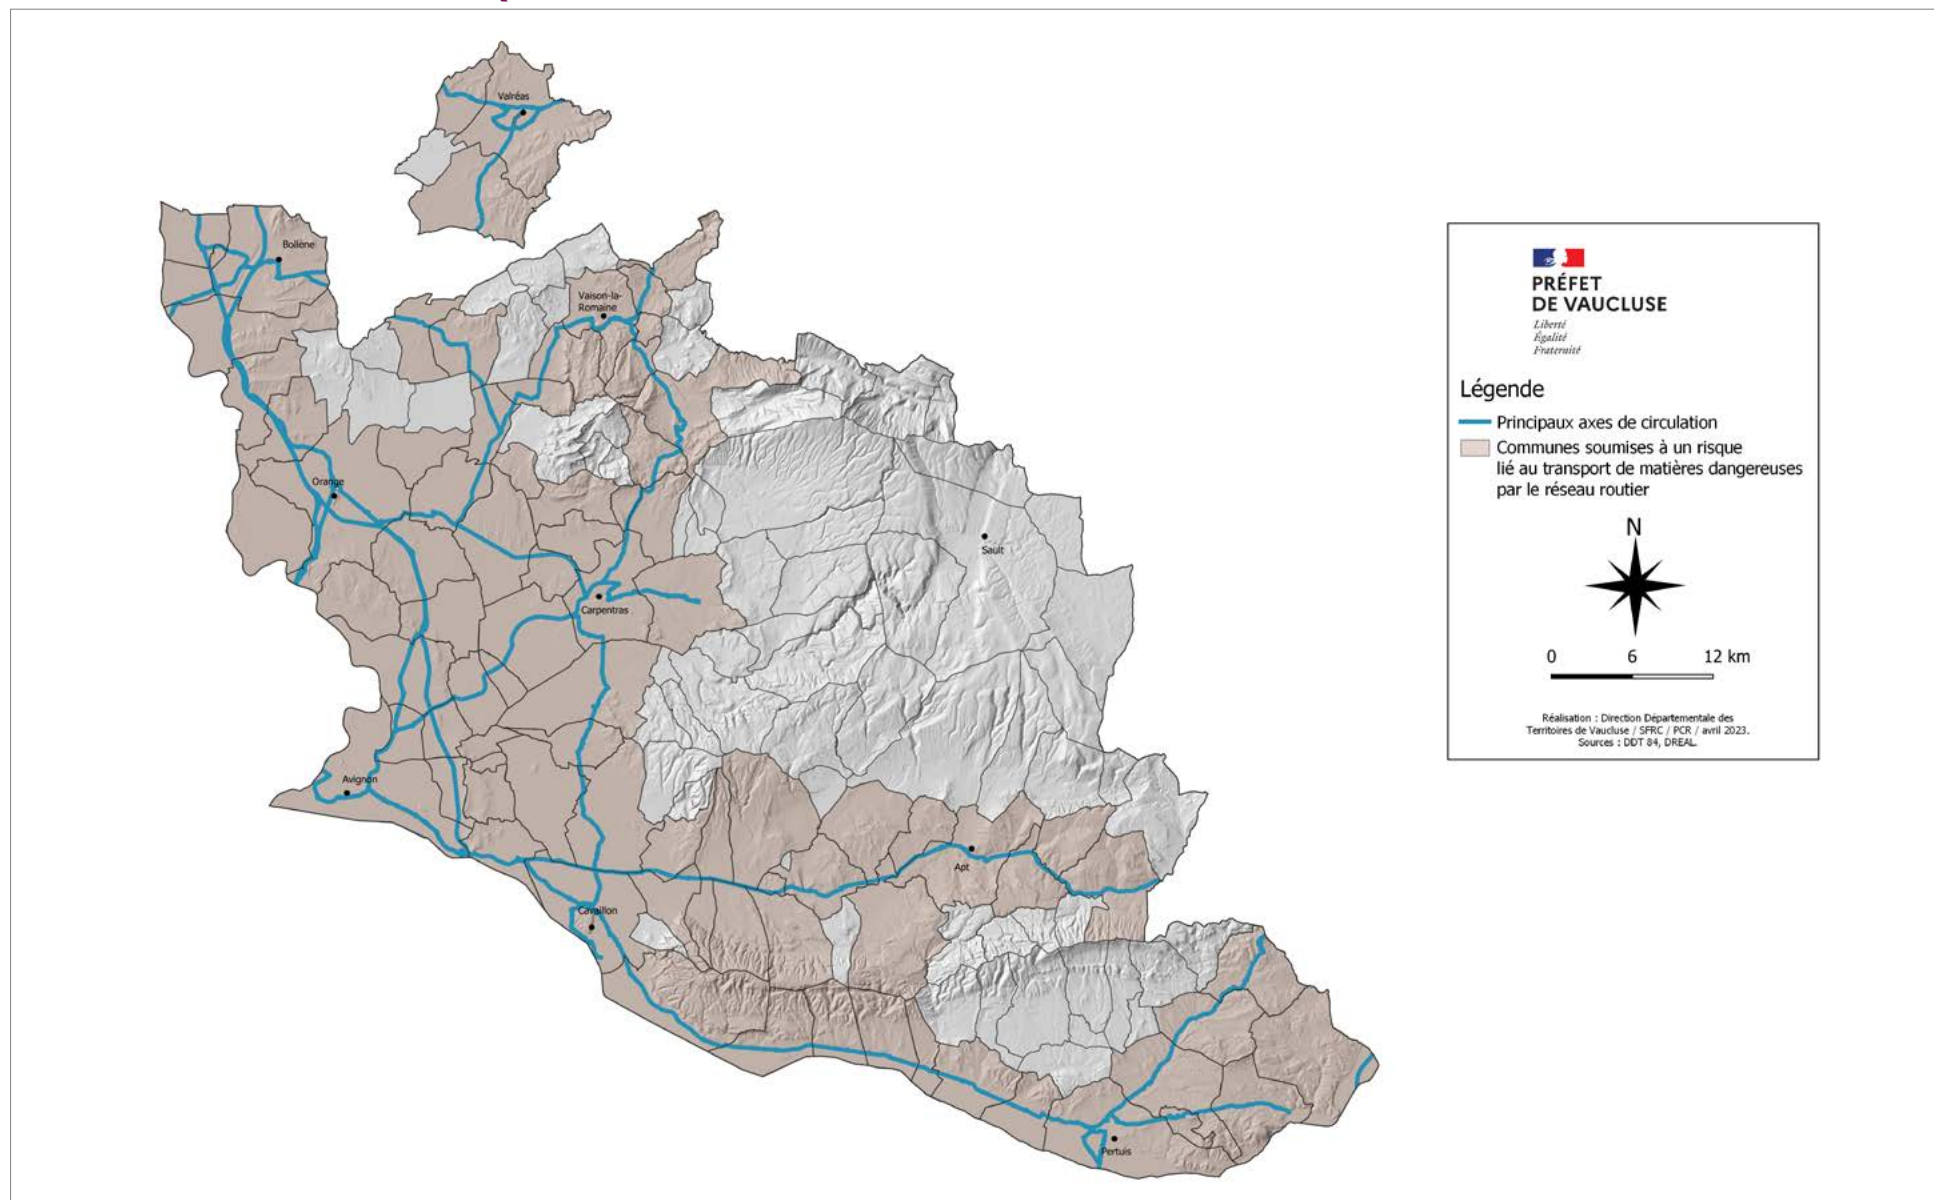 Valréas
Bollène
Vaison-la-
Romaine
Orange
Sault
Carpentras
Avignon
Apt
Cavaillon
Pertuis
PRÉFET
DE VAUCLUSE
Liberté
Égalité
Fraternité
Légende
Principaux axes de circulation
Communes soumises à un risque
lié au transport de matières dangereuses
par le réseau routier
N
0 6 12 km
Réalisation : Direction Départementale des
Territoires de Vaucluse / SFRC / PCR / avril 2023.
Sources : DDT 84, DREAL.